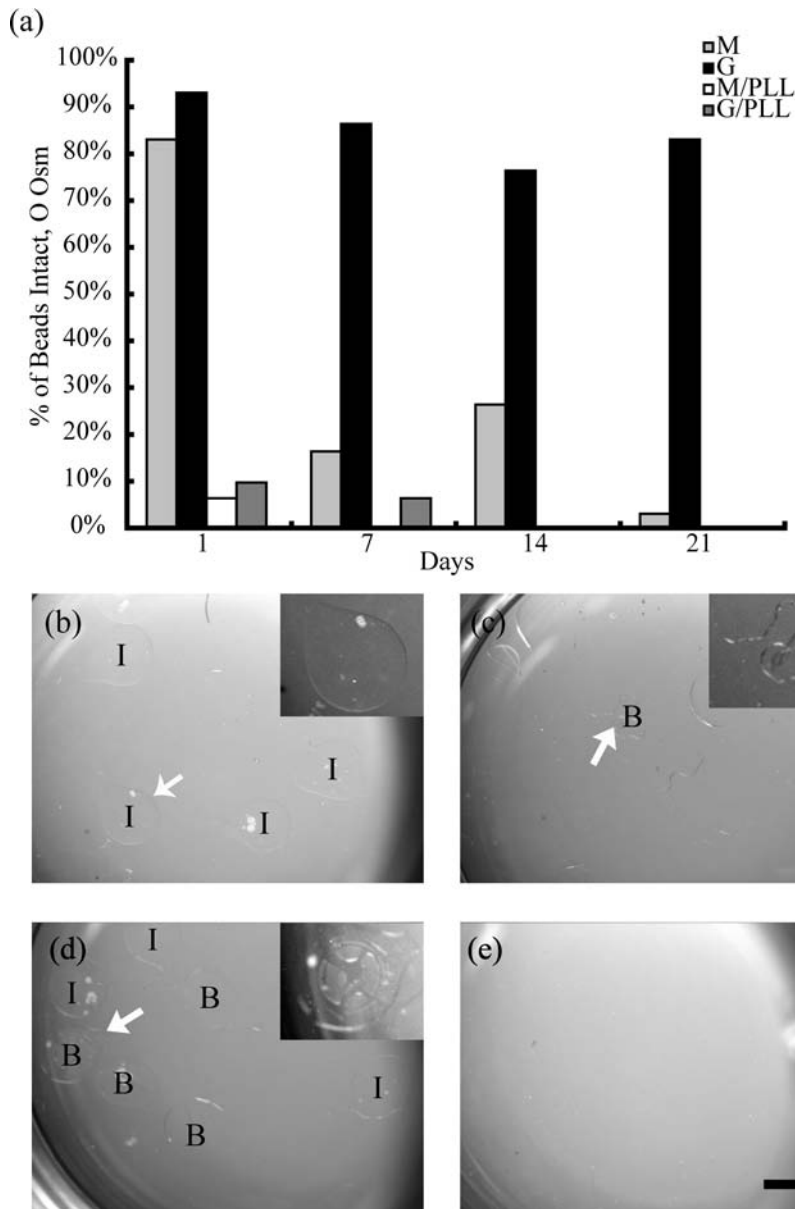 (a)
M
G
M/PLL
G/PLL
100%
90%
80%
70%
60%
50%
40%
30%
20%
10%
0%
% of Beads Intact, O Osm
1 7 14 21
Days
(b)
I
I
I
I
(c)
B
(d)
I
I
B
B
B
I
B
(e)